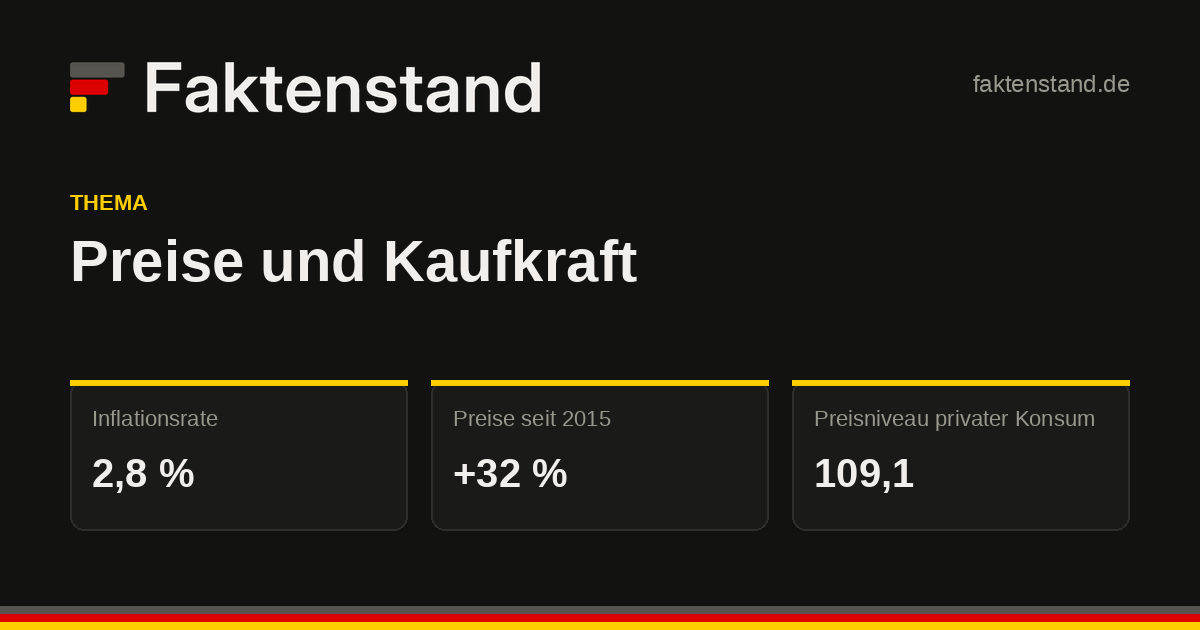 Faktenstand
faktenstand.de
THEMA
Preise und Kaufkraft
Inflationsrate
2,8 %
Preise seit 2015
+32 %
Preisniveau privater Konsum
109,1